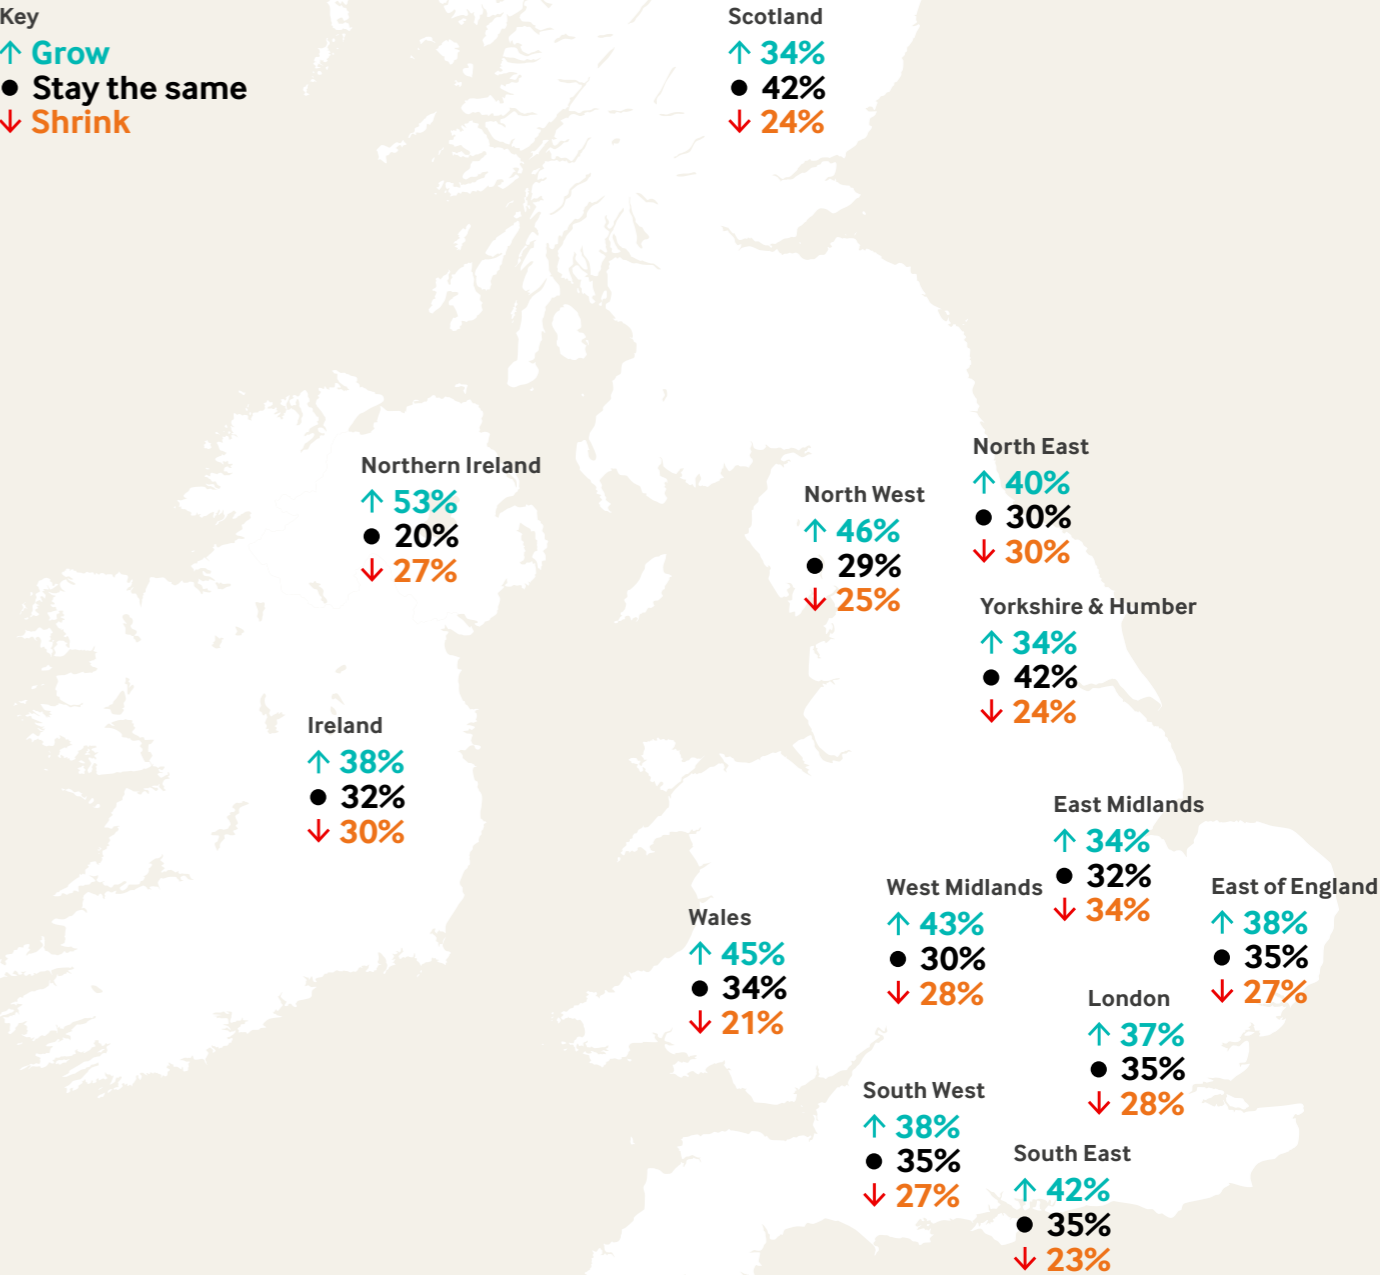 Key
↑ Grow
● Stay the same
↓ Shrink
Scotland
↑ 34%
● 42%
↓ 24%
North East
↑ 40%
● 30%
↓ 30%
Northern Ireland
↑ 53%
● 20%
↓ 27%
North West
↑ 46%
● 29%
↓ 25%
Yorkshire & Humber
↑ 34%
● 42%
↓ 24%
Ireland
↑ 38%
● 32%
↓ 30%
East Midlands
↑ 34%
● 32%
↓ 34%
West Midlands
↑ 43%
● 30%
↓ 28%
East of England
↑ 38%
● 35%
↓ 27%
Wales
↑ 45%
● 34%
↓ 21%
London
↑ 37%
● 35%
↓ 28%
South West
↑ 38%
● 35%
↓ 27%
South East
↑ 42%
● 35%
↓ 23%